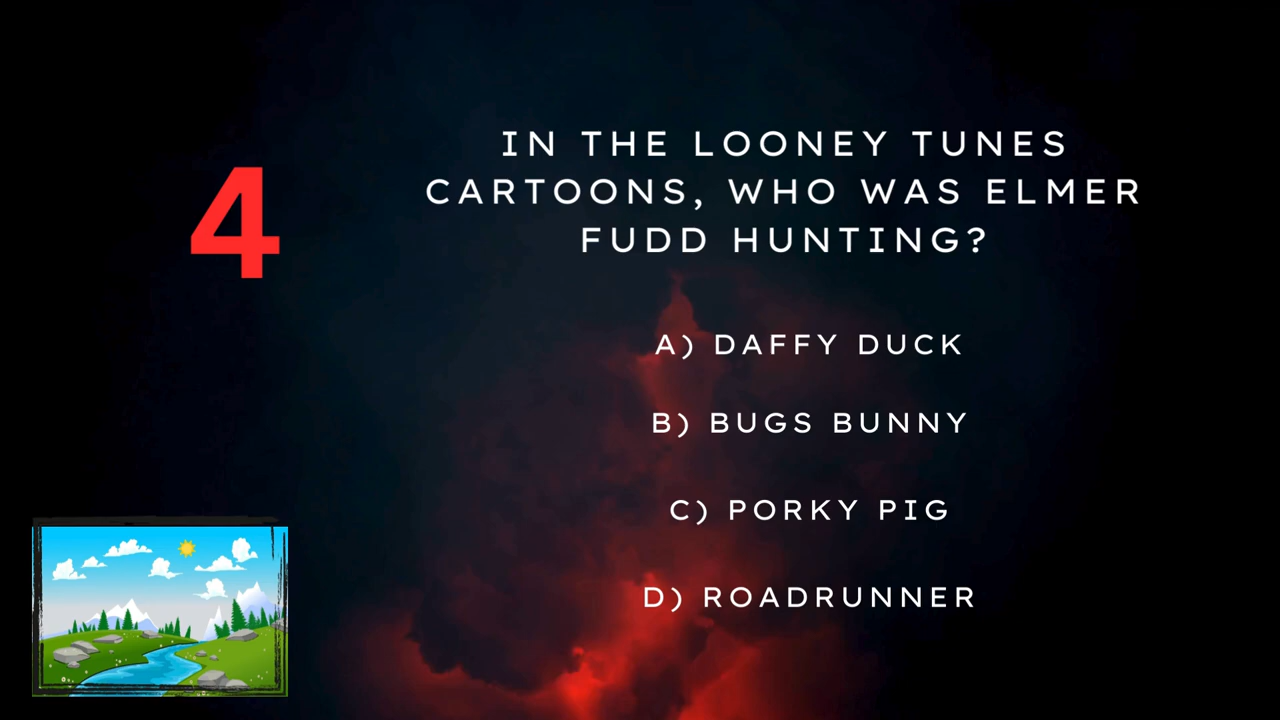 4
IN THE LOONEY TUNES
CARTOONS, WHO WAS ELMER
FUDD HUNTING?
A) DAFFY DUCK
B) BUGS BUNNY
C) PORKY PIG
D) ROADRUNNER